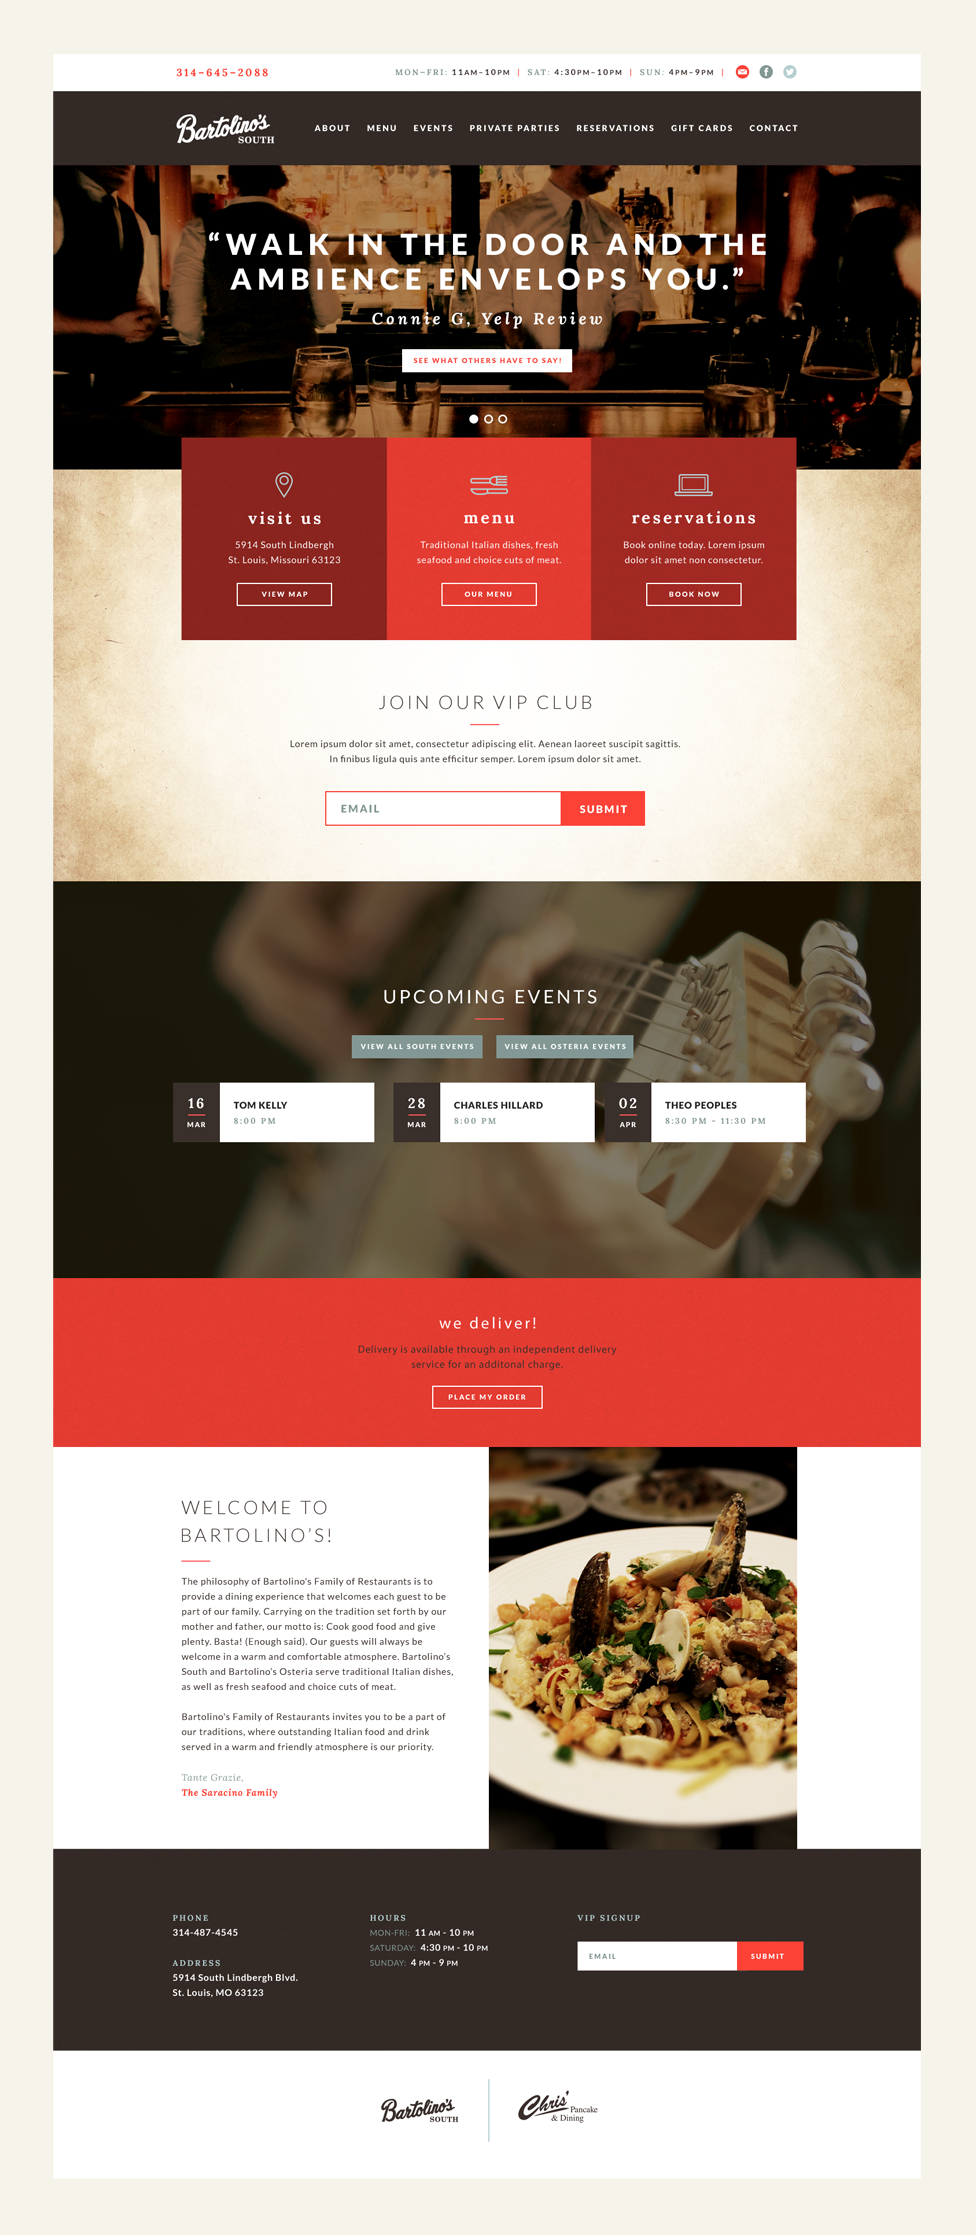 314-645-2088
MON-FRI: 11AM-10PM | SAT: 4:30PM-10PM | SUN: 4PM-9PM |
Bartolino's
SOUTH
ABOUT MENU EVENTS PRIVATE PARTIES RESERVATIONS GIFT CARDS CONTACT
“WALK IN THE DOOR AND THE
AMBIENCE ENVELOPS YOU.”
Connie G, Yelp Review
SEE WHAT OTHERS HAVE TO SAY!
visit us
5914 South Lindbergh
St. Louis, Missouri 63123
VIEW MAP
menu
Traditional Italian dishes, fresh
seafood and choice cuts of meat.
OUR MENU
reservations
Book online today. Lorem ipsum
dolor sit amet non consectetur.
BOOK NOW
JOIN OUR VIP CLUB
Lorem ipsum dolor sit amet, consectetur adipiscing elit. Aenean laoreet suscipit sagittis.
In finibus ligula quis ante efficitur semper. Lorem ipsum dolor sit amet.
EMAIL
SUBMIT
UPCOMING EVENTS
VIEW ALL SOUTH EVENTS
VIEW ALL OSTERIA EVENTS
16
MAR
TOM KELLY
8:00 PM
28
MAR
CHARLES HILLARD
8:00 PM
02
APR
THEO PEOPLES
8:30 PM - 11:30 PM
we deliver!
Delivery is available through an independent delivery
service for an additonal charge.
PLACE MY ORDER
WELCOME TO
BARTOLINO'S!
The philosophy of Bartolino's Family of Restaurants is to
provide a dining experience that welcomes each guest to be
part of our family. Carrying on the tradition set forth by our
mother and father, our motto is: Cook good food and give
plenty. Basta! (Enough said). Our guests will always be
welcome in a warm and comfortable atmosphere. Bartolino's
South and Bartolino's Osteria serve traditional Italian dishes,
as well as fresh seafood and choice cuts of meat.
Bartolino's Family of Restaurants invites you to be a part of
our traditions, where outstanding Italian food and drink
served in a warm and friendly atmosphere is our priority.
Tante Grazie,
The Saracino Family
PHONE
314-487-4545
ADDRESS
5914 South Lindbergh Blvd.
St. Louis, MO 63123
HOURS
MON-FRI: 11 AM - 10 PM
SATURDAY: 4:30 PM - 10 PM
SUNDAY: 4 PM - 9 PM
VIP SIGNUP
EMAIL
SUBMIT
Bartolino's
SOUTH
Chris'
Pancake
& Dining